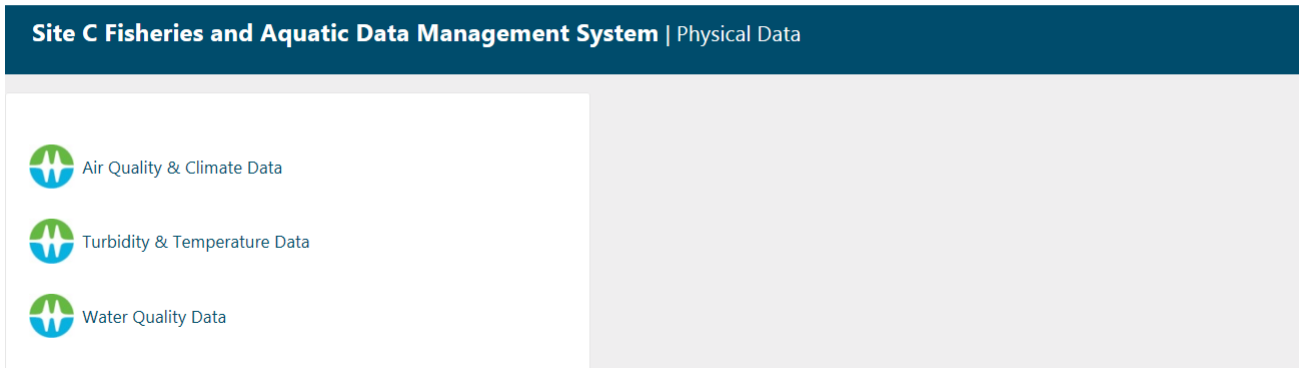 Site C Fisheries and Aquatic Data Management System | Physical Data
Air Quality & Climate Data
Turbidity & Temperature Data
Water Quality Data